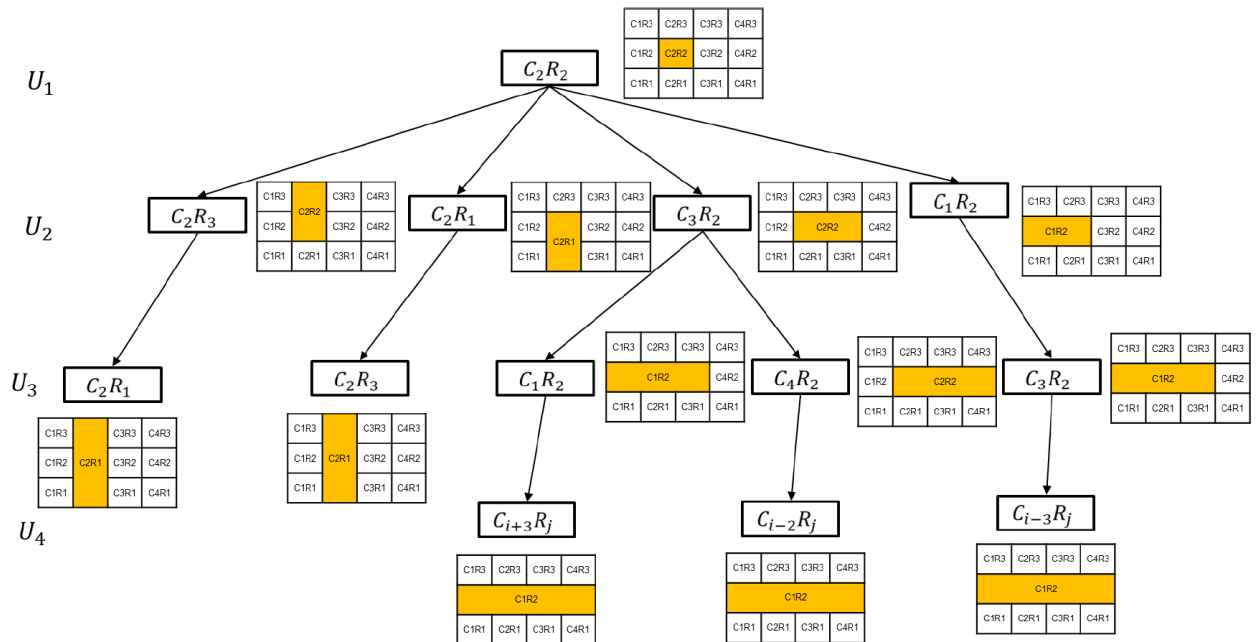 C1R3 C2R3 C3R3 C4R3
C1R2 C2R2 C3R2 C4R2
C1R1 C2R1 C3R1 C4R1
U₁
C₂R₂
U₂
C₂R₃
C1R3 C3R3 C4R3
C2R2
C1R2 C3R2 C4R2
C1R1 C2R1 C3R1 C4R1
C₂R₁
C1R3 C2R3 C3R3 C4R3
C1R2 C3R2 C4R2
C2R1
C1R1 C3R1 C4R1
C₃R₂
C1R3 C2R3 C3R3 C4R3
C1R2 C2R2 C4R2
C1R1 C2R1 C3R1 C4R1
C₁R₂
C1R3 C2R3 C3R3 C4R3
C1R2 C3R2 C4R2
C1R1 C2R1 C3R1 C4R1
U₃
C₂R₁
C1R3 C3R3 C4R3
C1R2 C2R1 C3R2 C4R2
C1R1 C3R1 C4R1
C₂R₃
C1R3 C3R3 C4R3
C1R2 C2R1 C3R2 C4R2
C1R1 C3R1 C4R1
C₁R₂
C1R3 C2R3 C3R3 C4R3
C1R2 C4R2
C1R1 C2R1 C3R1 C4R1
C₄R₂
C1R3 C2R3 C3R3 C4R3
C1R2 C2R2
C1R1 C2R1 C3R1 C4R1
C₃R₂
C1R3 C2R3 C3R3 C4R3
C1R2 C4R2
C1R1 C2R1 C3R1 C4R1
U₄
Cᵢ₊₃Rⱼ
C1R3 C2R3 C3R3 C4R3
C1R2
C1R1 C2R1 C3R1 C4R1
Cᵢ₋₂Rⱼ
C1R3 C2R3 C3R3 C4R3
C1R2
C1R1 C2R1 C3R1 C4R1
Cᵢ₋₃Rⱼ
C1R3 C2R3 C3R3 C4R3
C1R2
C1R1 C2R1 C3R1 C4R1